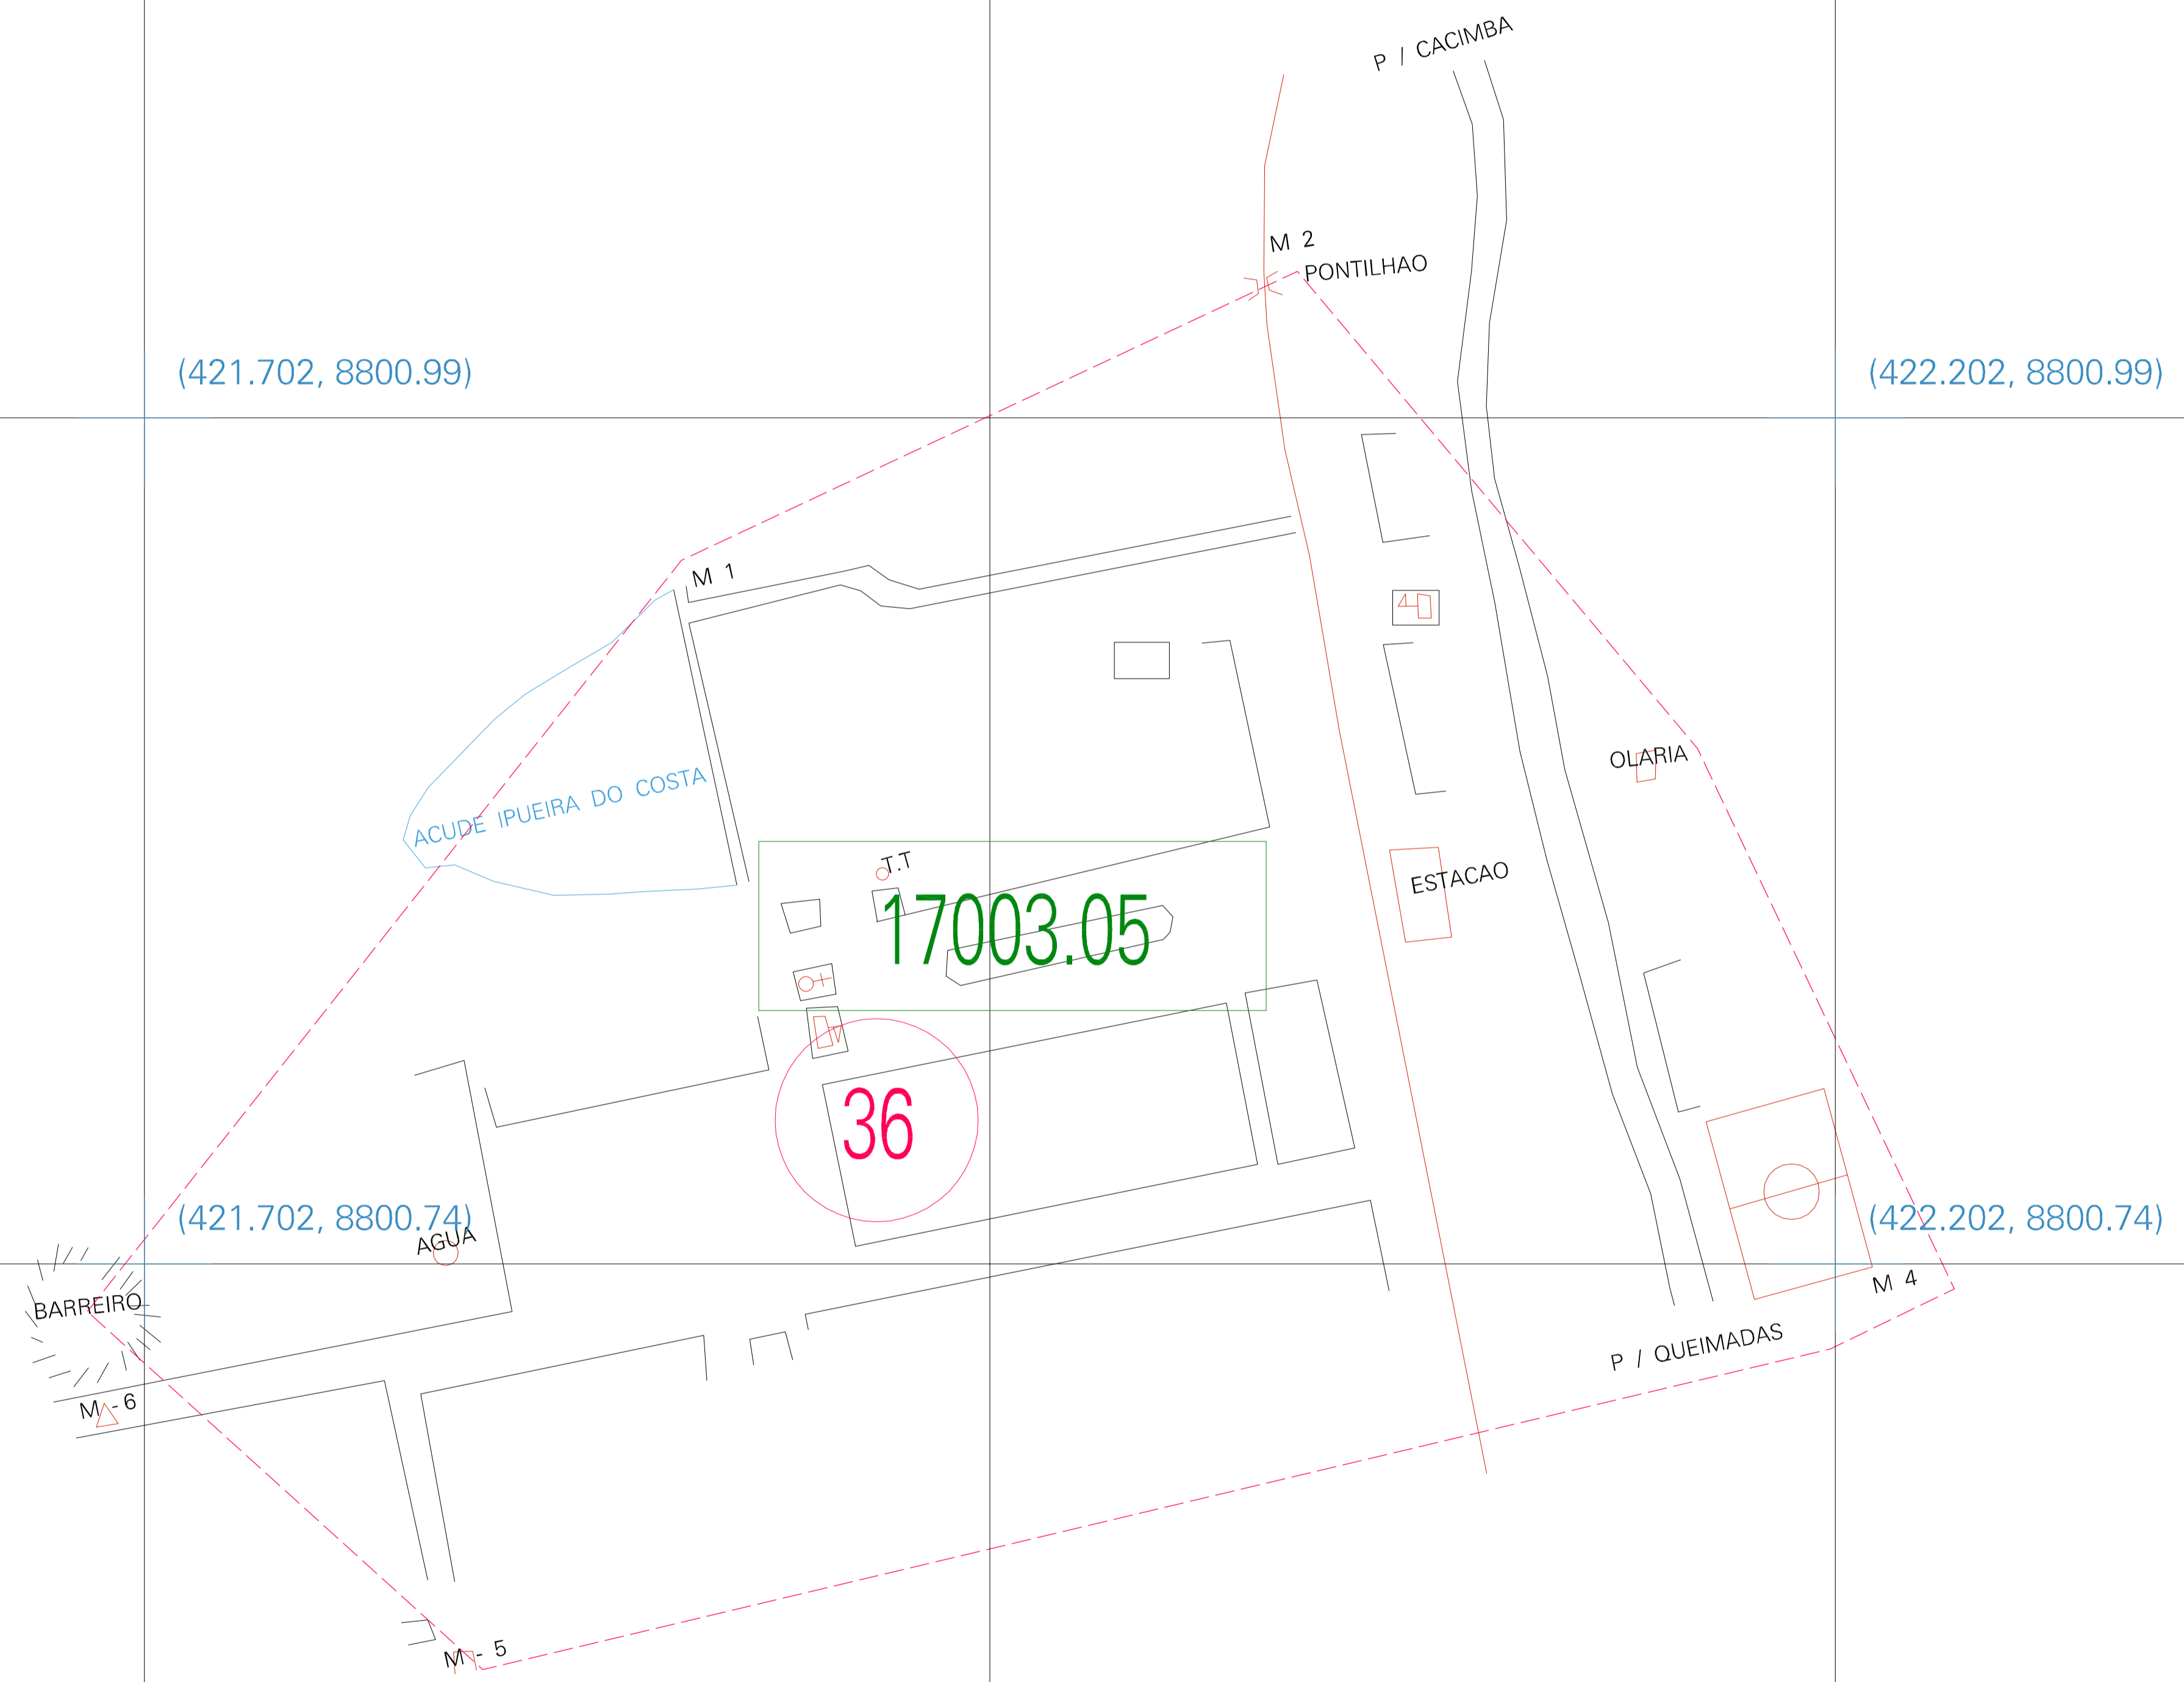 P / CACIMBA
M 2
PONTILHAO
(421.702, 8800.99)
(422.202, 8800.99)
M 1
OLARIA
ACUDE IPUEIRA DO COSTA
T.T
ESTACAO
17003.05
36
(421.702, 8800.74)
(422.202, 8800.74)
AGUA
BARREIRO
M 4
P / QUEIMADAS
M - 6
M - 5